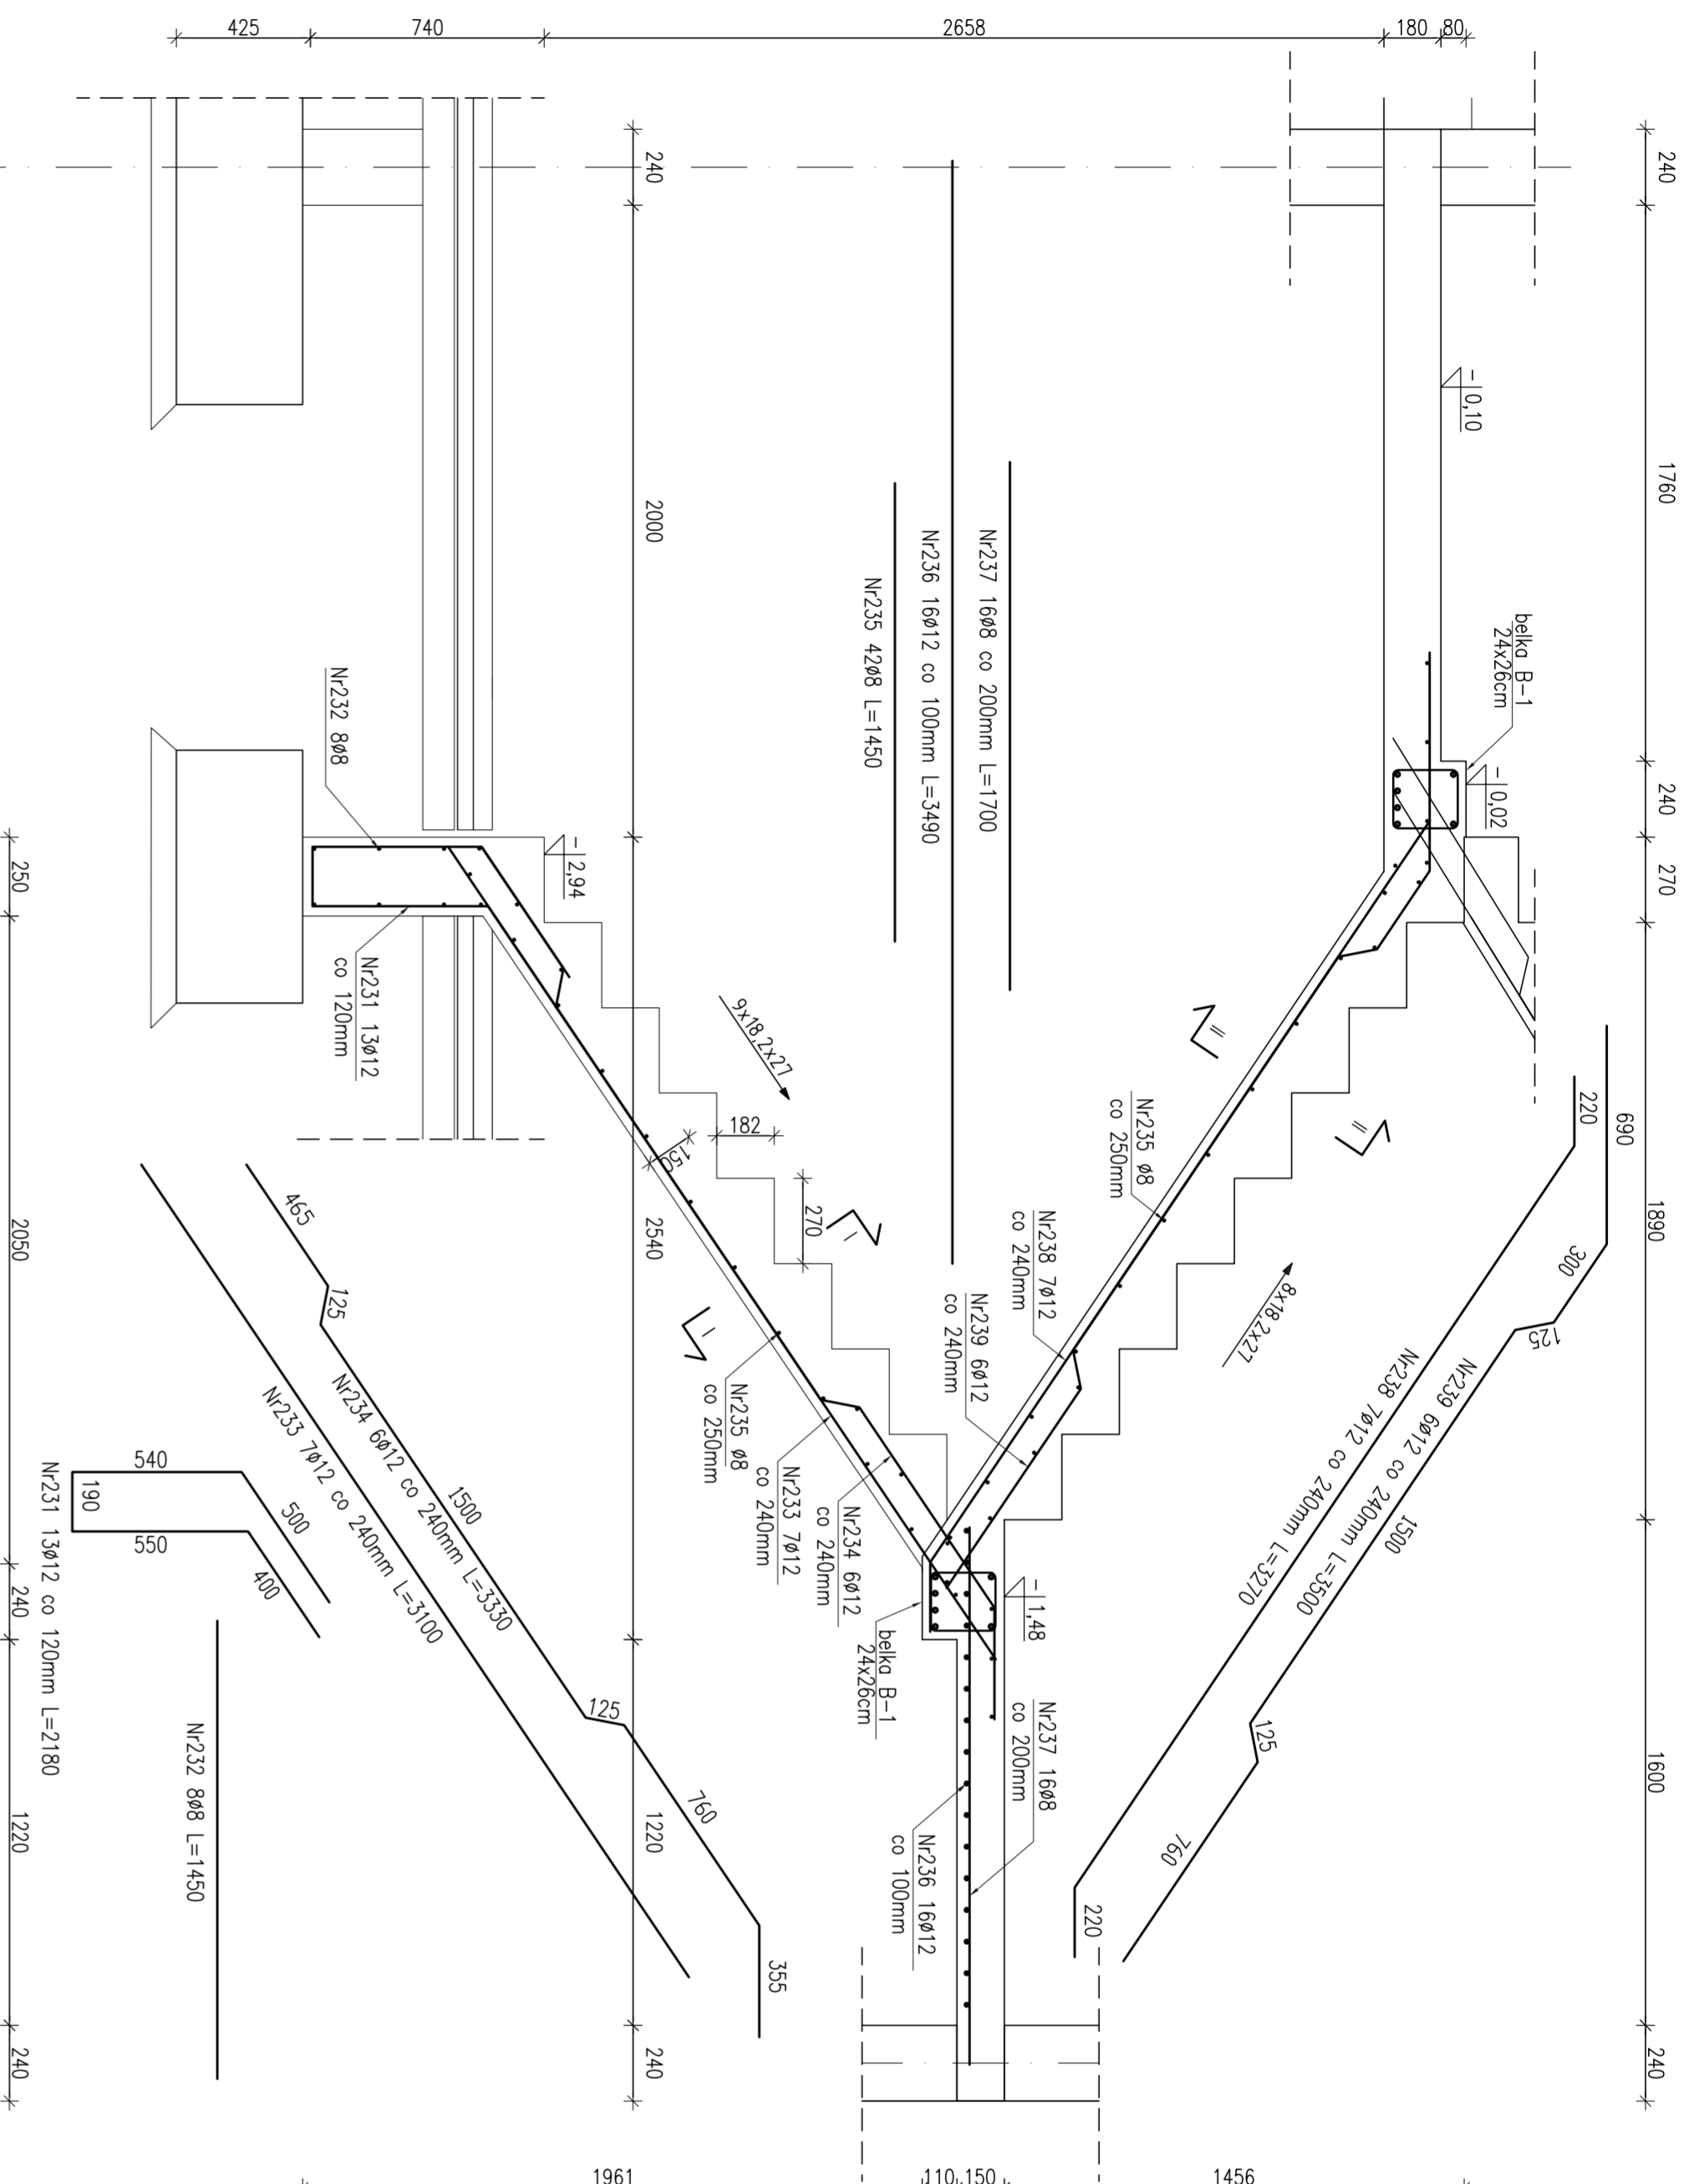 425
740
2658
180
80
240
1760
240
270
1890
1600
240
240
2000
2540
1220
240
250
2050
240
1220
240
1961
110
150
1456
-0,10
belka B-1
24x26cm
-0,02
Nr237 16ø8 co 200mm L=1700
Nr236 16ø12 co 100mm L=3490
Nr235 42ø8 L=1450
Nr232 8ø8
-2,94
Nr231 13ø12
co 120mm
9x18,2x27
182
150
270
I
I
II
II
8x18,2x27
Nr235 ø8
co 250mm
Nr238 7ø12
co 240mm
Nr239 6ø12
co 240mm
Nr235 ø8
co 250mm
Nr233 7ø12
co 240mm
Nr234 6ø12
co 240mm
belka B-1
24x26cm
-1,48
Nr237 16ø8
co 200mm
Nr236 16ø12
co 100mm
690
220
300
125
Nr239 6ø12 co 240mm L=3500
1500
Nr238 7ø12 co 240mm L=3270
125
760
220
465
125
1500
Nr234 6ø12 co 240mm L=3330
Nr233 7ø12 co 240mm L=3100
125
760
355
540
190
550
500
400
Nr231 13ø12 co 120mm L=2180
Nr232 8ø8 L=1450